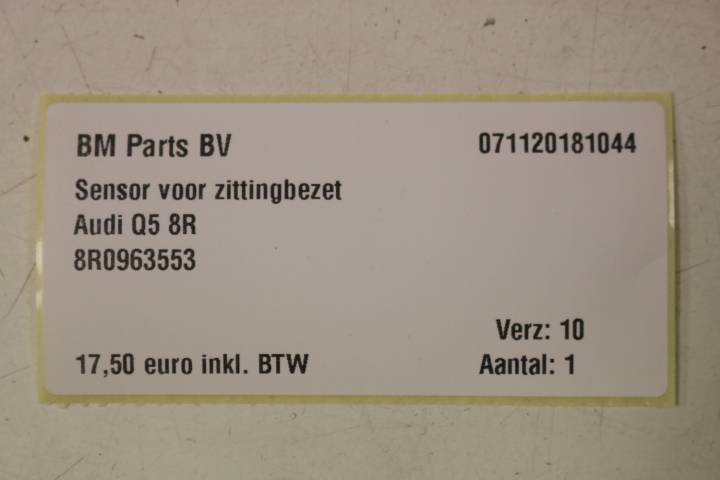 BM Parts BV 071120181044
Sensor voor zittingbezet
Audi Q5 8R
8R0963553
Verz: 10
17,50 euro inkl. BTW Aantal: 1